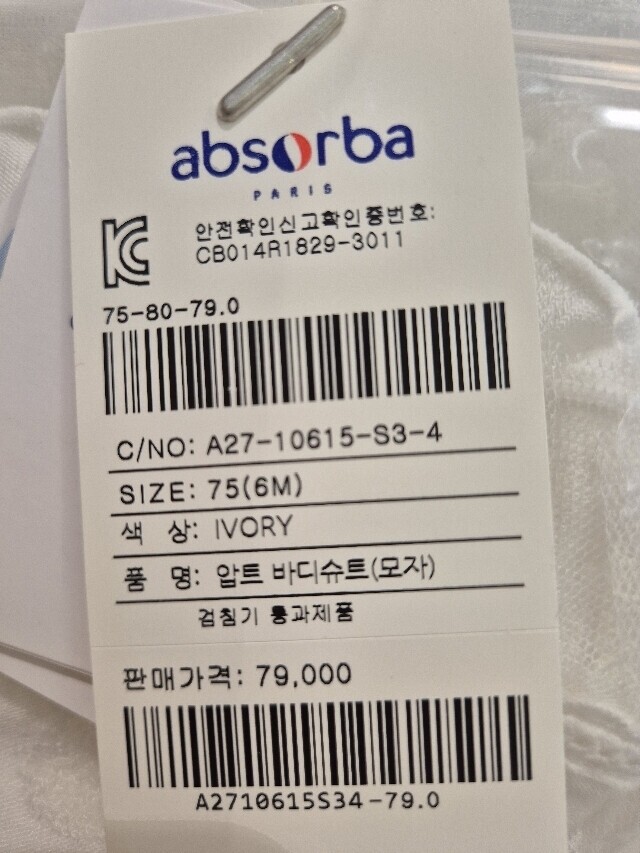 absorba
PARIS
안전확인신고확인증번호:
CB014R1829-3011
75-80-79.0
C/NO: A27-10615-S3-4
SIZE: 75(6M)
색 상: IVORY
품 명: 압트 바디슈트(모자)
검침기 통과제품
판매가격: 79,000
A2710615S34-79.0